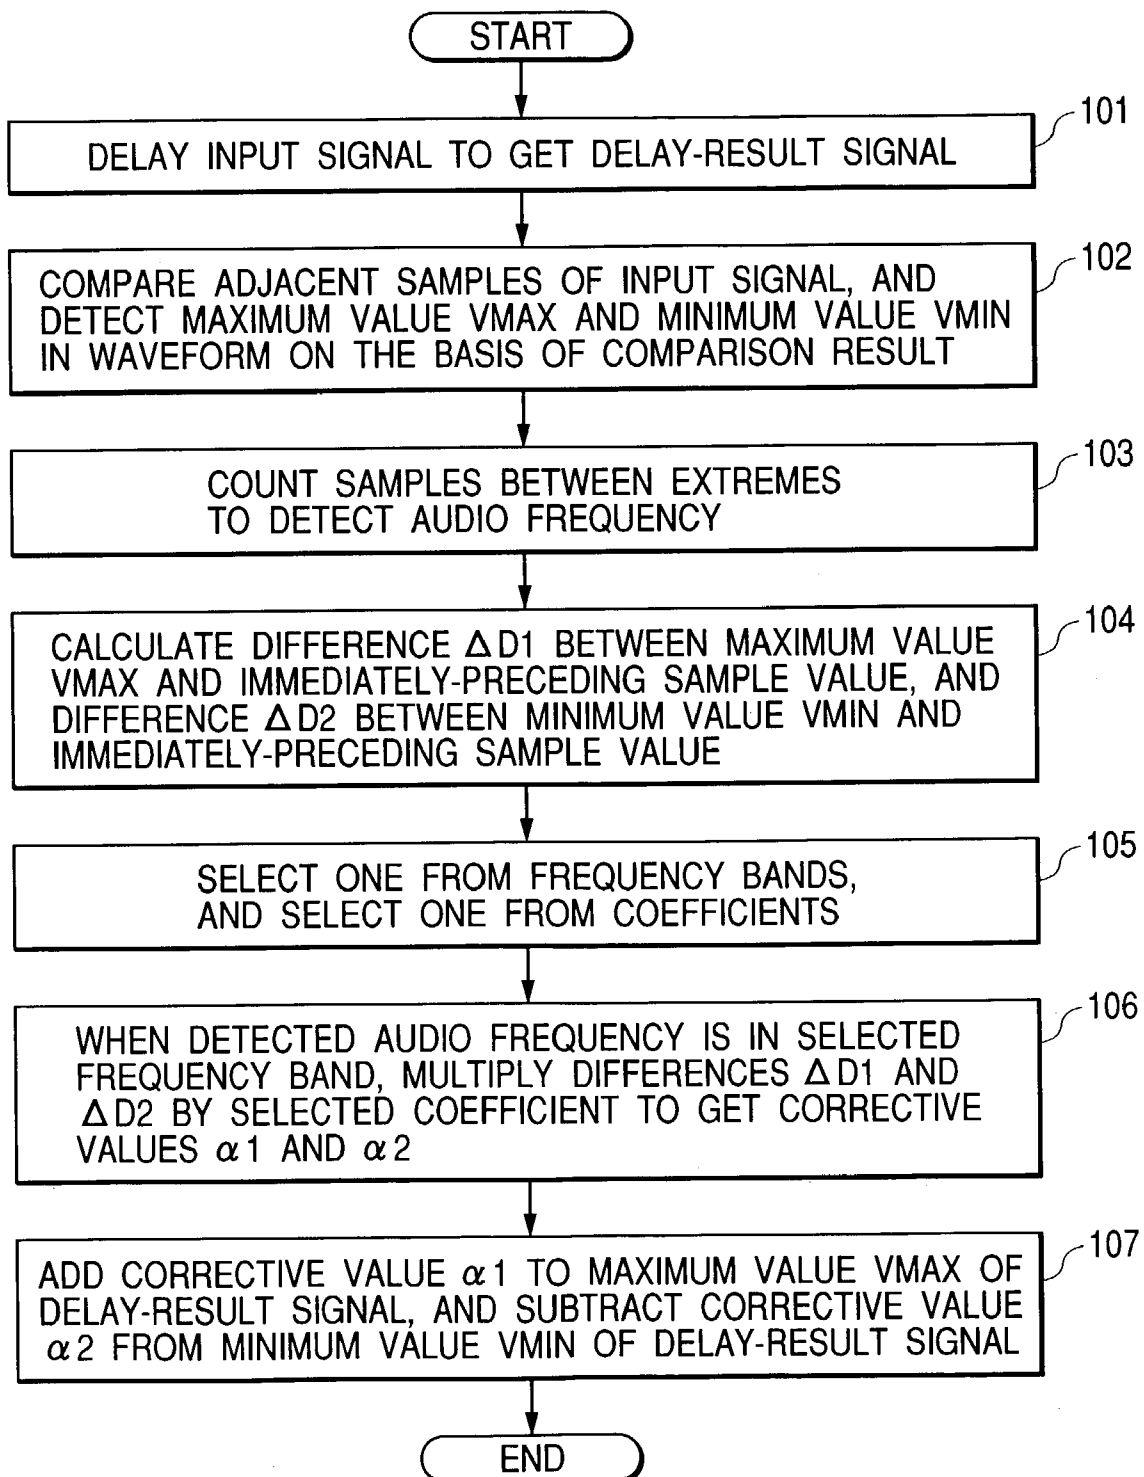 START
101
DELAY INPUT SIGNAL TO GET DELAY-RESULT SIGNAL
102
COMPARE ADJACENT SAMPLES OF INPUT SIGNAL, AND
DETECT MAXIMUM VALUE VMAX AND MINIMUM VALUE VMIN
IN WAVEFORM ON THE BASIS OF COMPARISON RESULT
103
COUNT SAMPLES BETWEEN EXTREMES
TO DETECT AUDIO FREQUENCY
104
CALCULATE DIFFERENCE ΔD1 BETWEEN MAXIMUM VALUE
VMAX AND IMMEDIATELY-PRECEDING SAMPLE VALUE, AND
DIFFERENCE ΔD2 BETWEEN MINIMUM VALUE VMIN AND
IMMEDIATELY-PRECEDING SAMPLE VALUE
105
SELECT ONE FROM FREQUENCY BANDS,
AND SELECT ONE FROM COEFFICIENTS
106
WHEN DETECTED AUDIO FREQUENCY IS IN SELECTED
FREQUENCY BAND, MULTIPLY DIFFERENCES ΔD1 AND
ΔD2 BY SELECTED COEFFICIENT TO GET CORRECTIVE
VALUES α1 AND α2
107
ADD CORRECTIVE VALUE α1 TO MAXIMUM VALUE VMAX OF
DELAY-RESULT SIGNAL, AND SUBTRACT CORRECTIVE VALUE
α2 FROM MINIMUM VALUE VMIN OF DELAY-RESULT SIGNAL
END